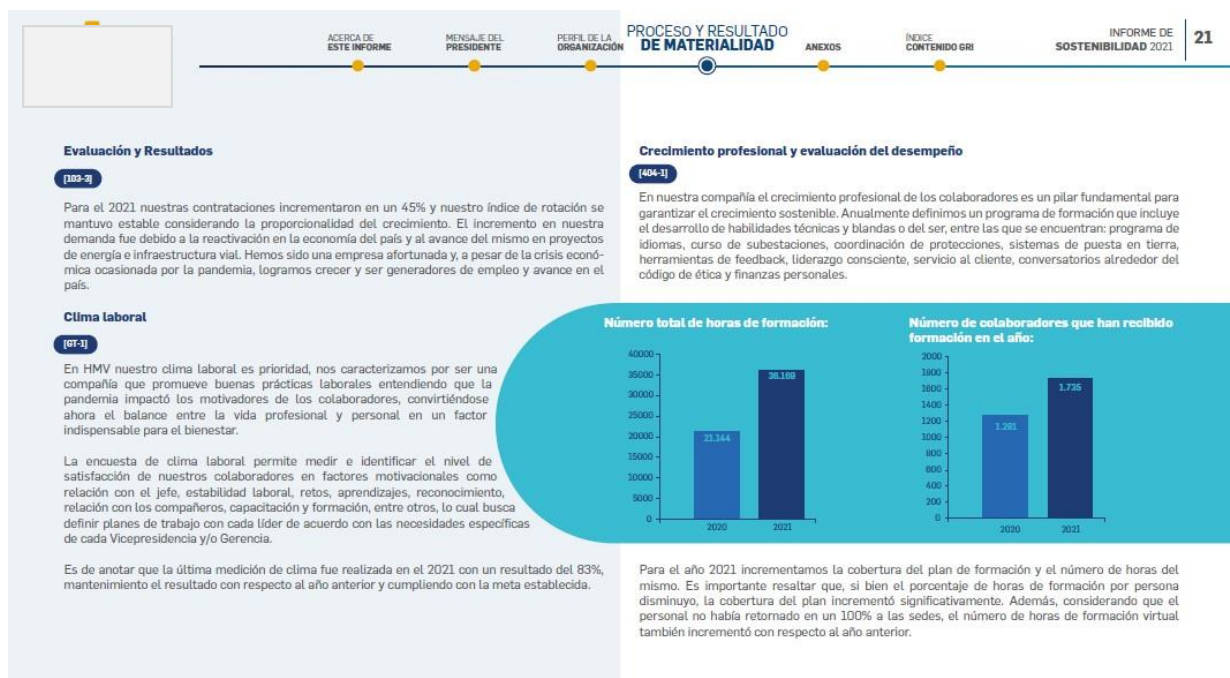 ACERCA DE
ESTE INFORME
MENSAJE DEL
PRESIDENTE
PERFIL DE LA
ORGANIZACIÓN
PROCESO Y RESULTADO
DE MATERIALIDAD
ANEXOS
ÍNDICE
CONTENIDO GRI
INFORME DE
SOSTENIBILIDAD 2021
21
Evaluación y Resultados
[103-3]
Para el 2021 nuestras contrataciones incrementaron en un 45% y nuestro índice de rotación se
mantuvo estable considerando la proporcionalidad del crecimiento. El incremento en nuestra
demanda fue debido a la reactivación en la economía del país y al avance del mismo en proyectos
de energía e infraestructura vial. Hemos sido una empresa afortunada y, a pesar de la crisis econó-
mica ocasionada por la pandemia, logramos crecer y ser generadores de empleo y avance en el
país.
Clima laboral
[GT-1]
En HMV nuestro clima laboral es prioridad, nos caracterizamos por ser una
compañía que promueve buenas prácticas laborales entendiendo que la
pandemia impactó los motivadores de los colaboradores, convirtiéndose
ahora el balance entre la vida profesional y personal en un factor
indispensable para el bienestar.
La encuesta de clima laboral permite medir e identificar el nivel de
satisfacción de nuestros colaboradores en factores motivacionales como
relación con el jefe, estabilidad laboral, retos, aprendizajes, reconocimiento,
relación con los compañeros, capacitación y formación, entre otros, lo cual busca
definir planes de trabajo con cada líder de acuerdo con las necesidades específicas
de cada Vicepresidencia y/o Gerencia.
Es de anotar que la última medición de clima fue realizada en el 2021 con un resultado del 83%,
mantenimiento el resultado con respecto al año anterior y cumpliendo con la meta establecida.
Crecimiento profesional y evaluación del desempeño
[404-1]
En nuestra compañía el crecimiento profesional de los colaboradores es un pilar fundamental para
garantizar el crecimiento sostenible. Anualmente definimos un programa de formación que incluye
el desarrollo de habilidades técnicas y blandas o del ser, entre las que se encuentran: programa de
idiomas, curso de subestaciones, coordinación de protecciones, sistemas de puesta en tierra,
herramientas de feedback, liderazgo consciente, servicio al cliente, conversatorios alrededor del
código de ética y finanzas personales.
Número total de horas de formación:
40000
35000
30000
25000
20000
15000
10000
5000
0
21.144
36.169
2020
2021
Número de colaboradores que han recibido
formación en el año:
2000
1800
1600
1400
1200
1000
800
600
400
200
0
1.281
1.735
2020
2021
Para el año 2021 incrementamos la cobertura del plan de formación y el número de horas del
mismo. Es importante resaltar que, si bien el porcentaje de horas de formación por persona
disminuyo, la cobertura del plan incrementó significativamente. Además, considerando que el
personal no había retornado en un 100% a las sedes, el número de horas de formación virtual
también incrementó con respecto al año anterior.